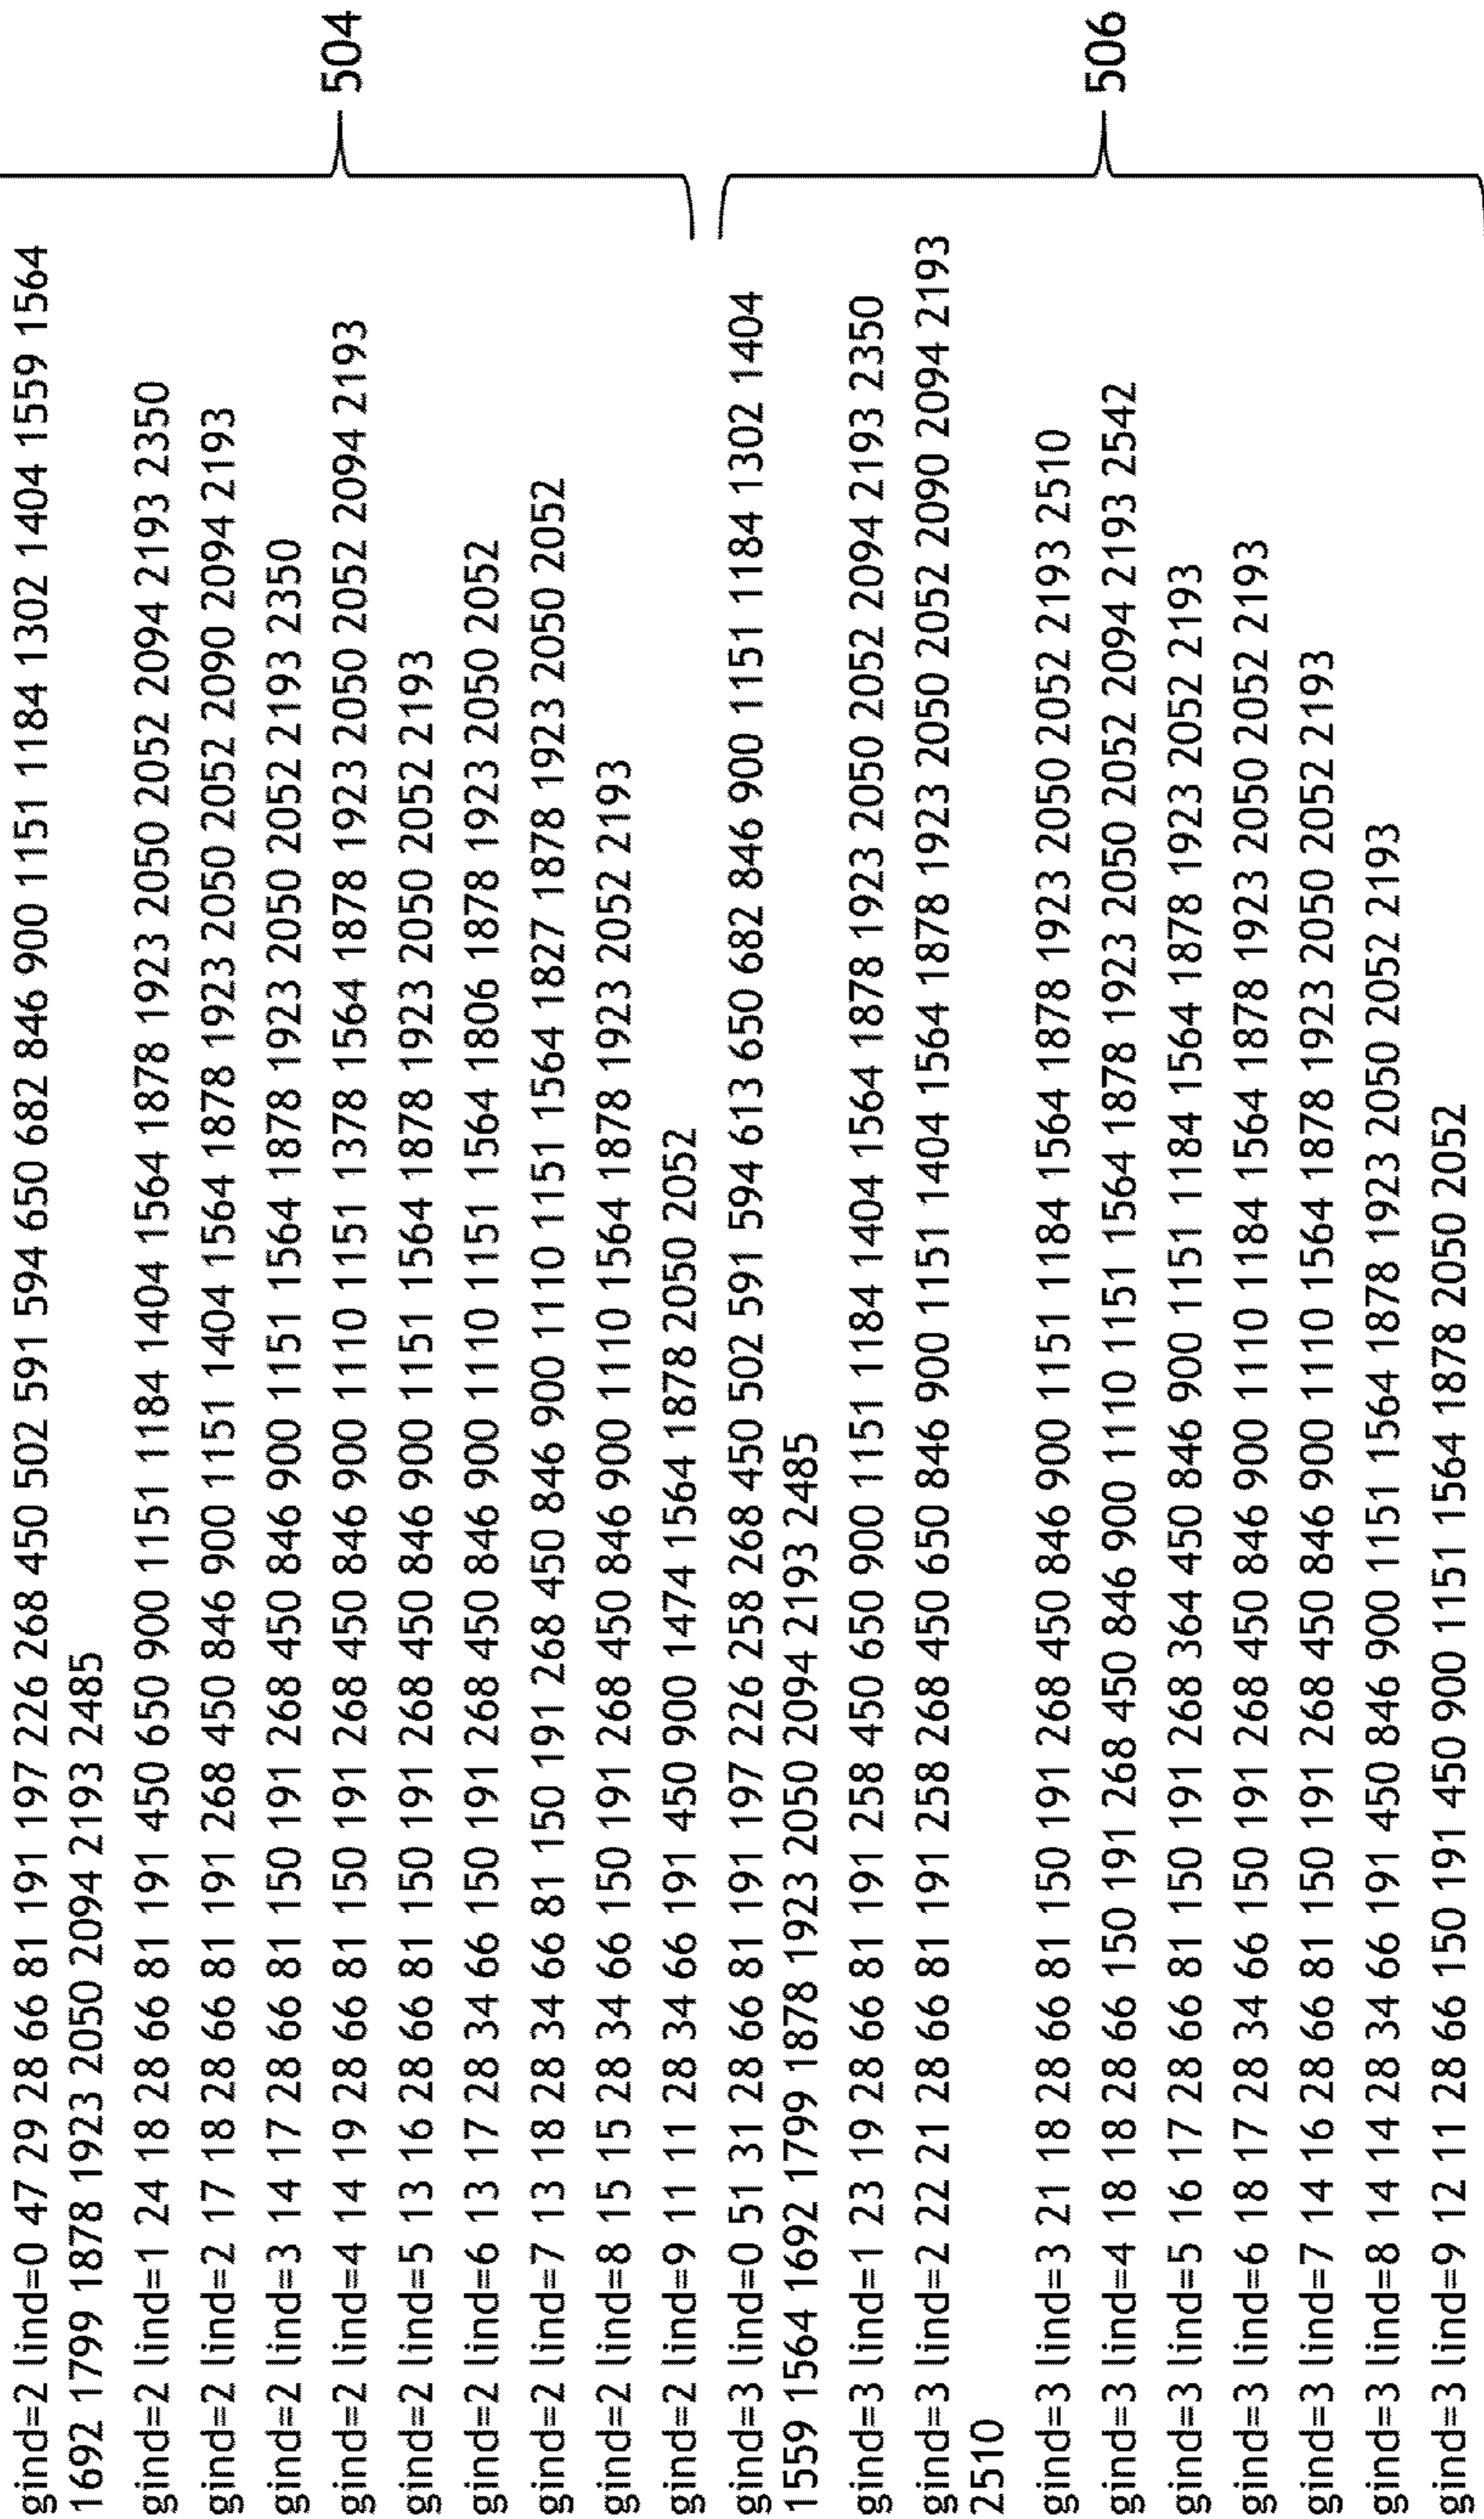 gind=2 lind=0 47 29 28 66 81 191 197 226 268 450 502 591 594 650 682 846 900 1151 1184 1302 1404 1559 1564
1692 1799 1878 1923 2050 2094 2193 2485
gind=2 lind=1 24 18 28 66 81 191 450 650 900 1151 1184 1404 1564 1878 1923 2050 2052 2094 2193 2350
gind=2 lind=2 17 18 28 66 81 191 268 450 846 900 1151 1404 1564 1878 1923 2050 2052 2090 2094 2193
gind=2 lind=3 14 17 28 66 81 150 191 268 450 846 900 1151 1564 1878 1923 2050 2052 2193 2350
gind=2 lind=4 14 19 28 66 81 150 191 268 450 846 900 1110 1151 1378 1564 1878 1923 2050 2052 2094 2193
gind=2 lind=5 13 16 28 66 81 150 191 268 450 846 900 1151 1564 1878 1923 2050 2052 2193
gind=2 lind=6 13 17 28 34 66 150 191 268 450 846 900 1110 1151 1564 1806 1878 1923 2050 2052
gind=2 lind=7 13 18 28 34 66 81 150 191 268 450 846 900 1110 1151 1564 1827 1878 1923 2050 2052
gind=2 lind=8 15 15 28 34 66 150 191 268 450 846 900 1110 1564 1878 1923 2052 2193
gind=2 lind=9 11 11 28 34 66 191 450 900 1474 1564 1878 2050 2052
504
gind=3 lind=0 51 31 28 66 81 191 197 226 258 268 450 502 591 594 613 650 682 846 900 1151 1184 1302 1404
1559 1564 1692 1799 1878 1923 2050 2094 2193 2485
gind=3 lind=1 23 19 28 66 81 191 258 450 650 900 1151 1184 1404 1564 1878 1923 2050 2052 2094 2193 2350
gind=3 lind=2 22 21 28 66 81 191 258 268 450 650 846 900 1151 1404 1564 1878 1923 2050 2052 2090 2094 2193
2510
gind=3 lind=3 21 18 28 66 81 150 191 268 450 846 900 1151 1184 1564 1878 1923 2050 2052 2193 2510
gind=3 lind=4 18 18 28 66 150 191 268 450 846 900 1110 1151 1564 1878 1923 2050 2052 2094 2193 2542
gind=3 lind=5 16 17 28 66 81 150 191 268 364 450 846 900 1151 1184 1564 1878 1923 2052 2193
gind=3 lind=6 18 17 28 34 66 150 191 268 450 846 900 1110 1184 1564 1878 1923 2050 2052 2193
gind=3 lind=7 14 16 28 66 81 150 191 268 450 846 900 1110 1564 1878 1923 2050 2052 2193
gind=3 lind=8 14 14 28 34 66 191 450 846 900 1151 1564 1878 1923 2050 2052 2193
gind=3 lind=9 12 11 28 66 150 191 450 900 1151 1564 1878 2050 2052
506